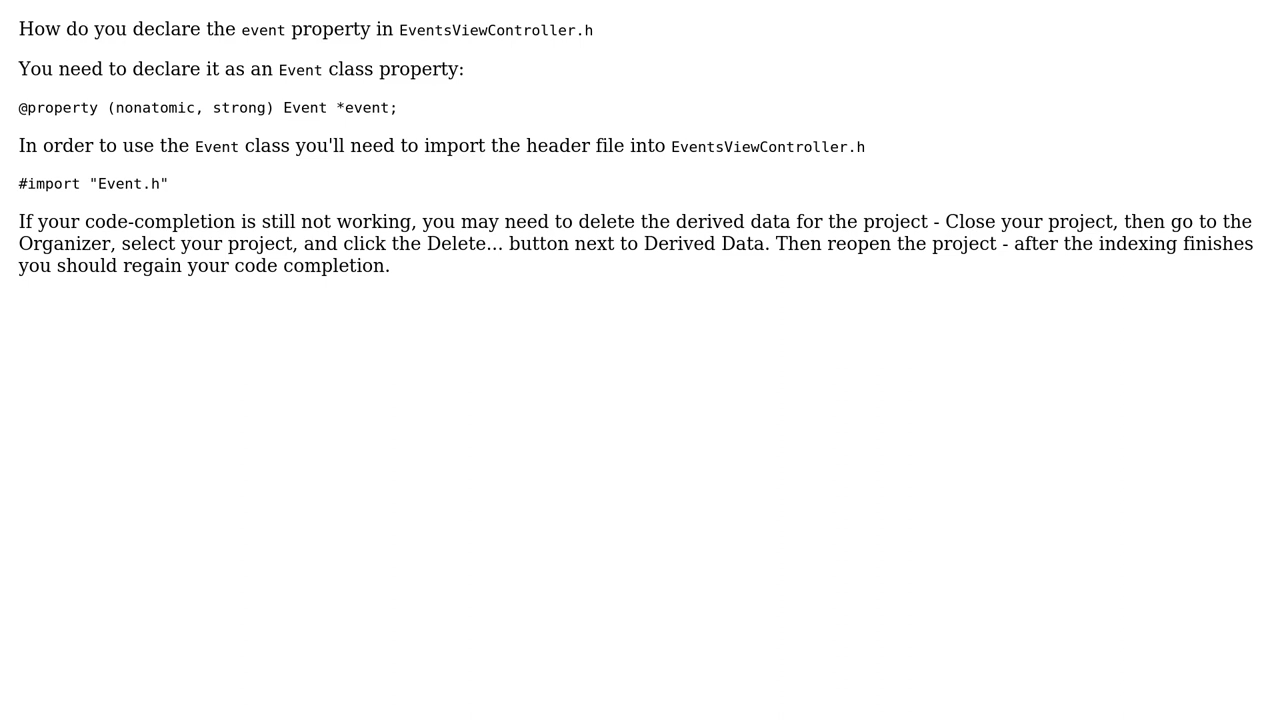 How do you declare the event property in EventsViewController.h
You need to declare it as an Event class property:
@property (nonatomic, strong) Event *event;
In order to use the Event class you'll need to import the header file into EventsViewController.h
#import "Event.h"
If your code-completion is still not working, you may need to delete the derived data for the project - Close your project, then go to the
Organizer, select your project, and click the Delete... button next to Derived Data. Then reopen the project - after the indexing finishes
you should regain your code completion.